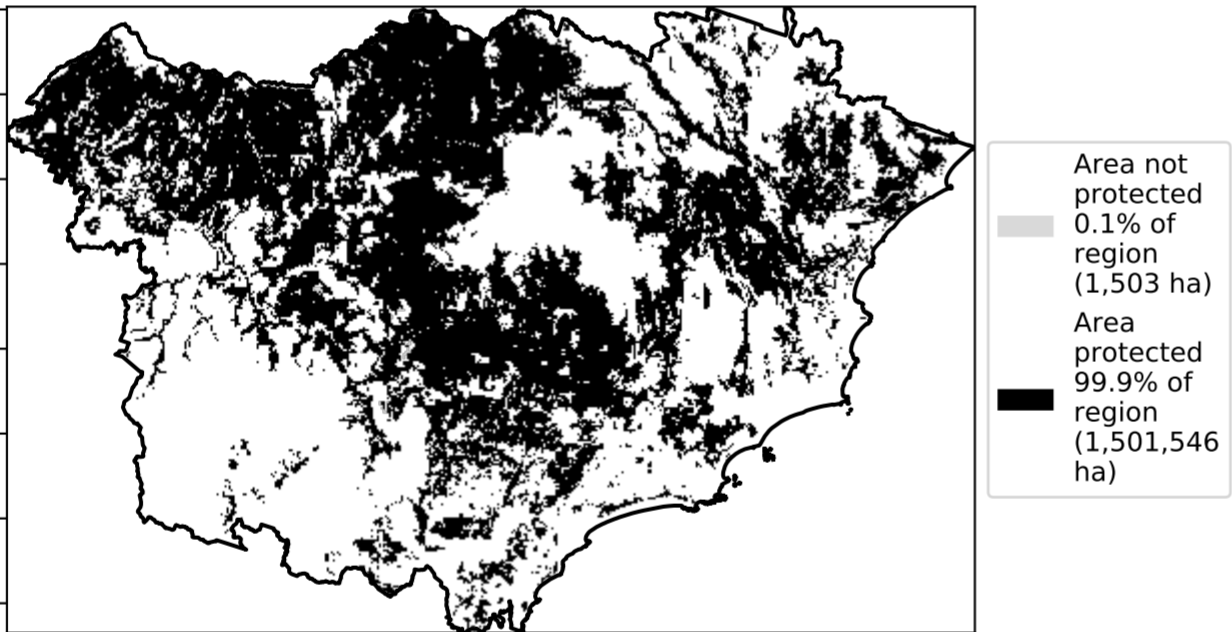 Area not
protected
0.1% of
region
(1,503 ha)
Area
protected
99.9% of
region
(1,501,546
ha)